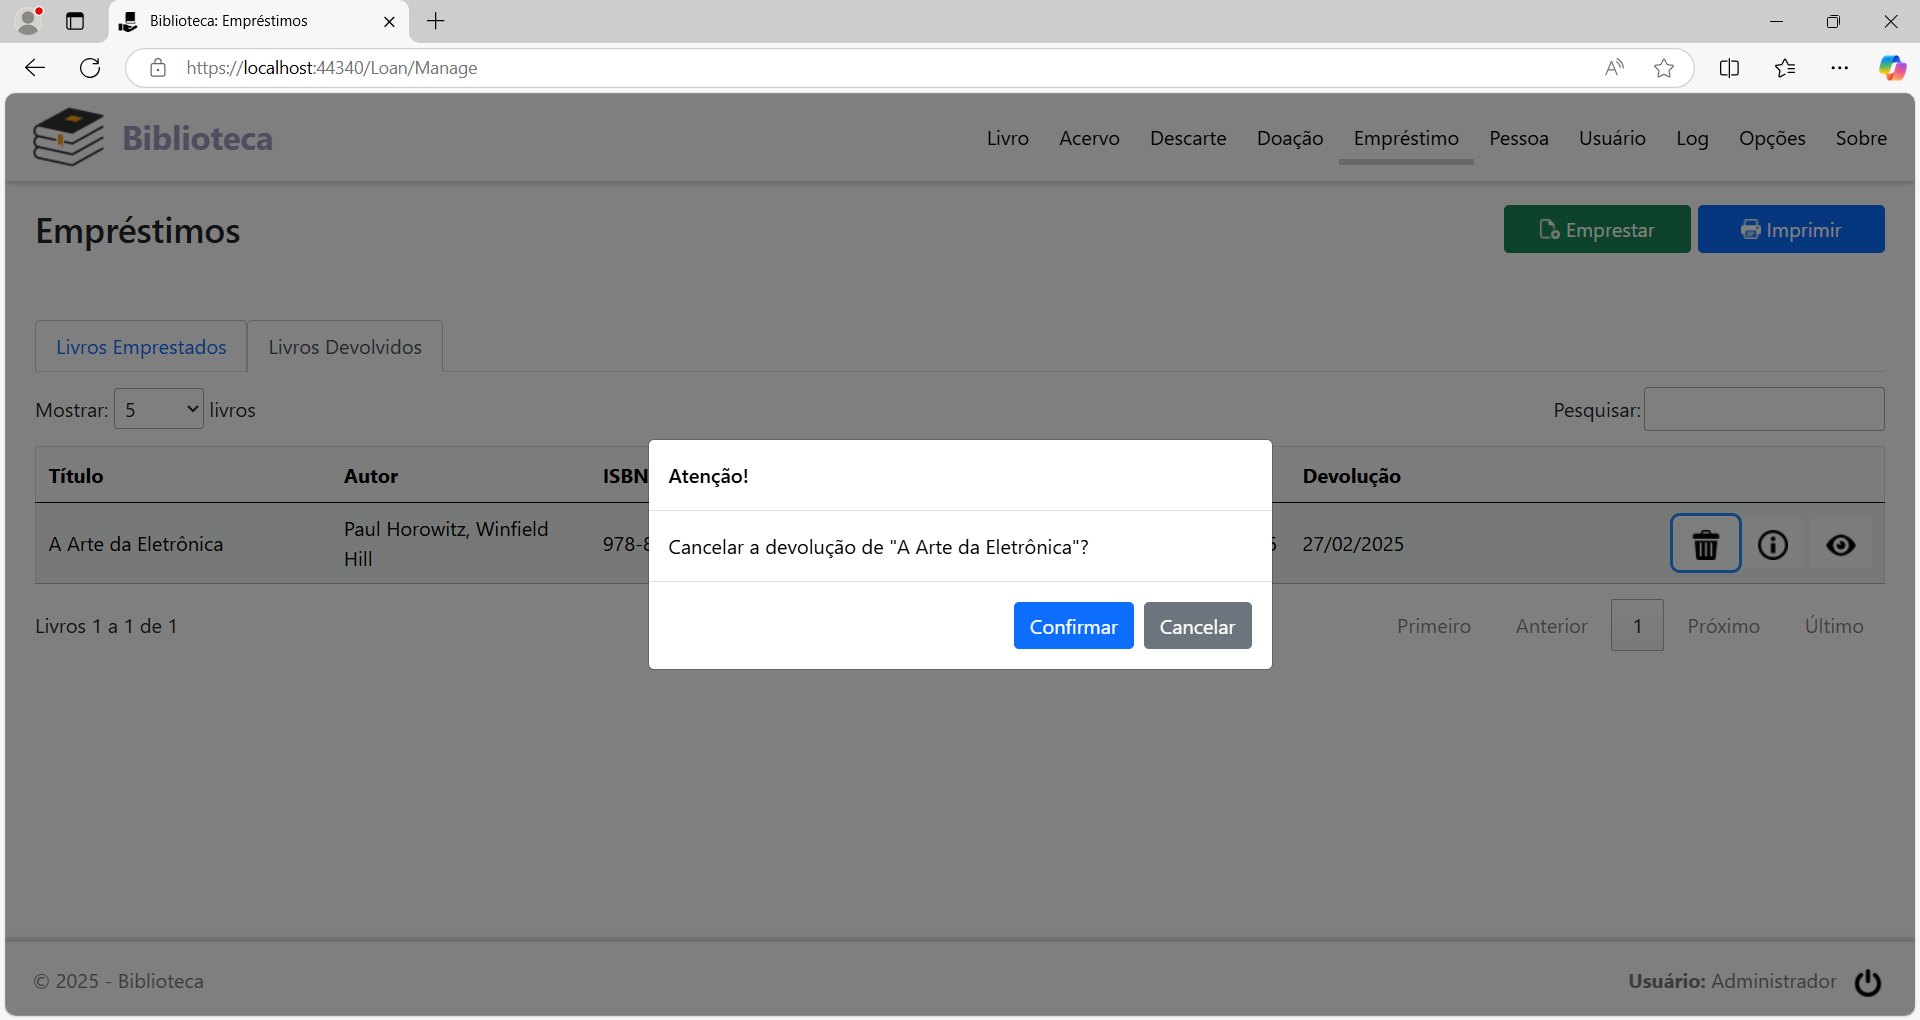 Biblioteca: Empréstimos
https://localhost:44340/Loan/Manage
Biblioteca
Livro Acervo Descarte Doação Empréstimo Pessoa Usuário Log Opções Sobre
Empréstimos
Emprestar Imprimir
Livros Emprestados Livros Devolvidos
Mostrar: 5 livros Pesquisar:
Título Autor ISBN Devolução
A Arte da Eletrônica Paul Horowitz, Winfield Hill 27/02/2025
Atenção!
Cancelar a devolução de "A Arte da Eletrônica"?
Confirmar Cancelar
Livros 1 a 1 de 1 Primeiro Anterior 1 Próximo Último
© 2025 - Biblioteca Usuário: Administrador